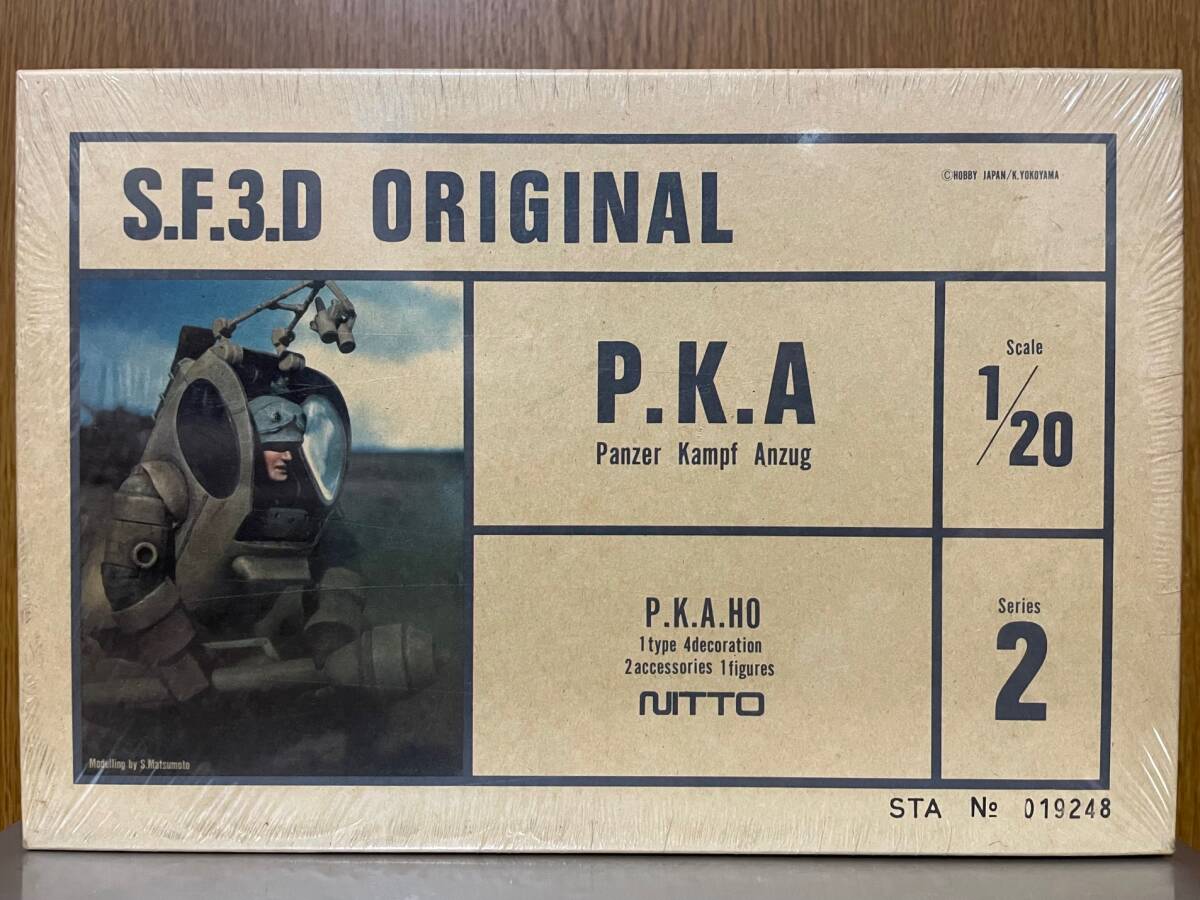 S.F.3.D ORIGINAL
©HOBBY JAPAN/K.YOKOYAMA
P.K.A
Panzer Kampf Anzug
Scale
1/20
P.K.A.HO
1type 4decoration
2accessories 1figures
NITTO
Series
2
Modelling by S.Matsumoto
STA № 019248